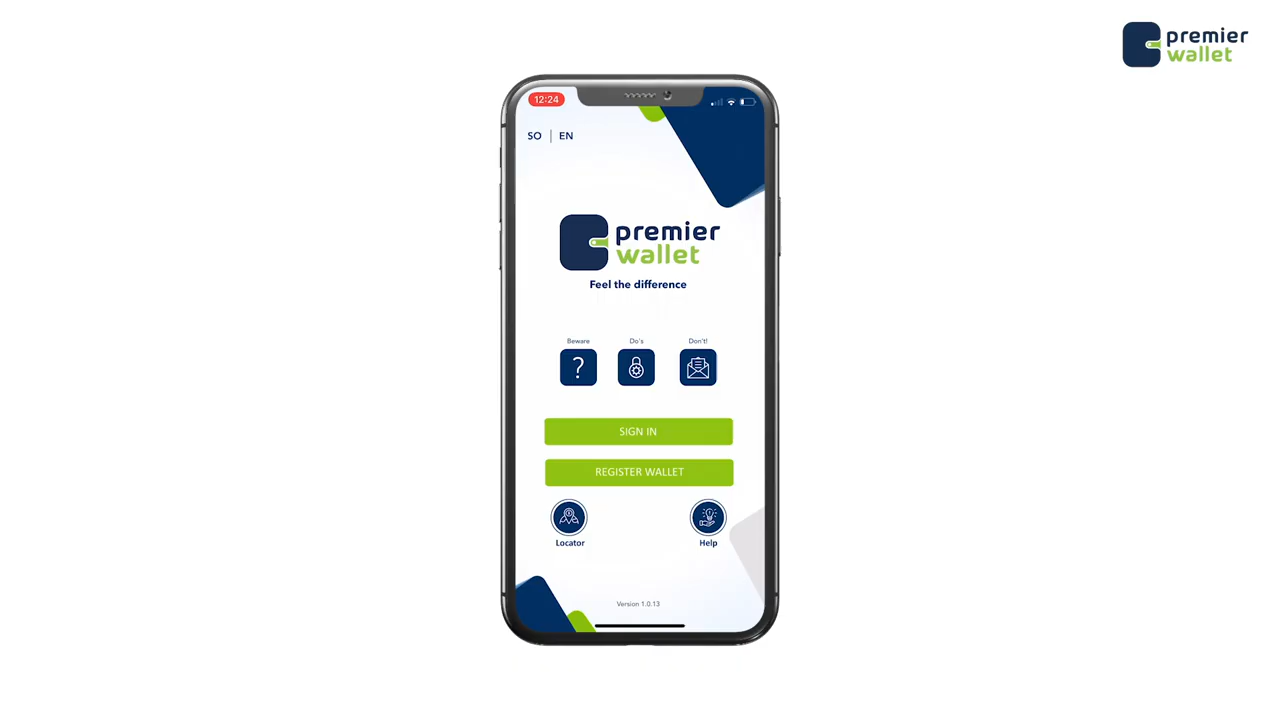 premier
wallet
12:24
SO | EN
premier
wallet
Feel the difference
Beware
Do's
Don't!
?
SIGN IN
REGISTER WALLET
Locator
Help
Version 1.0.13